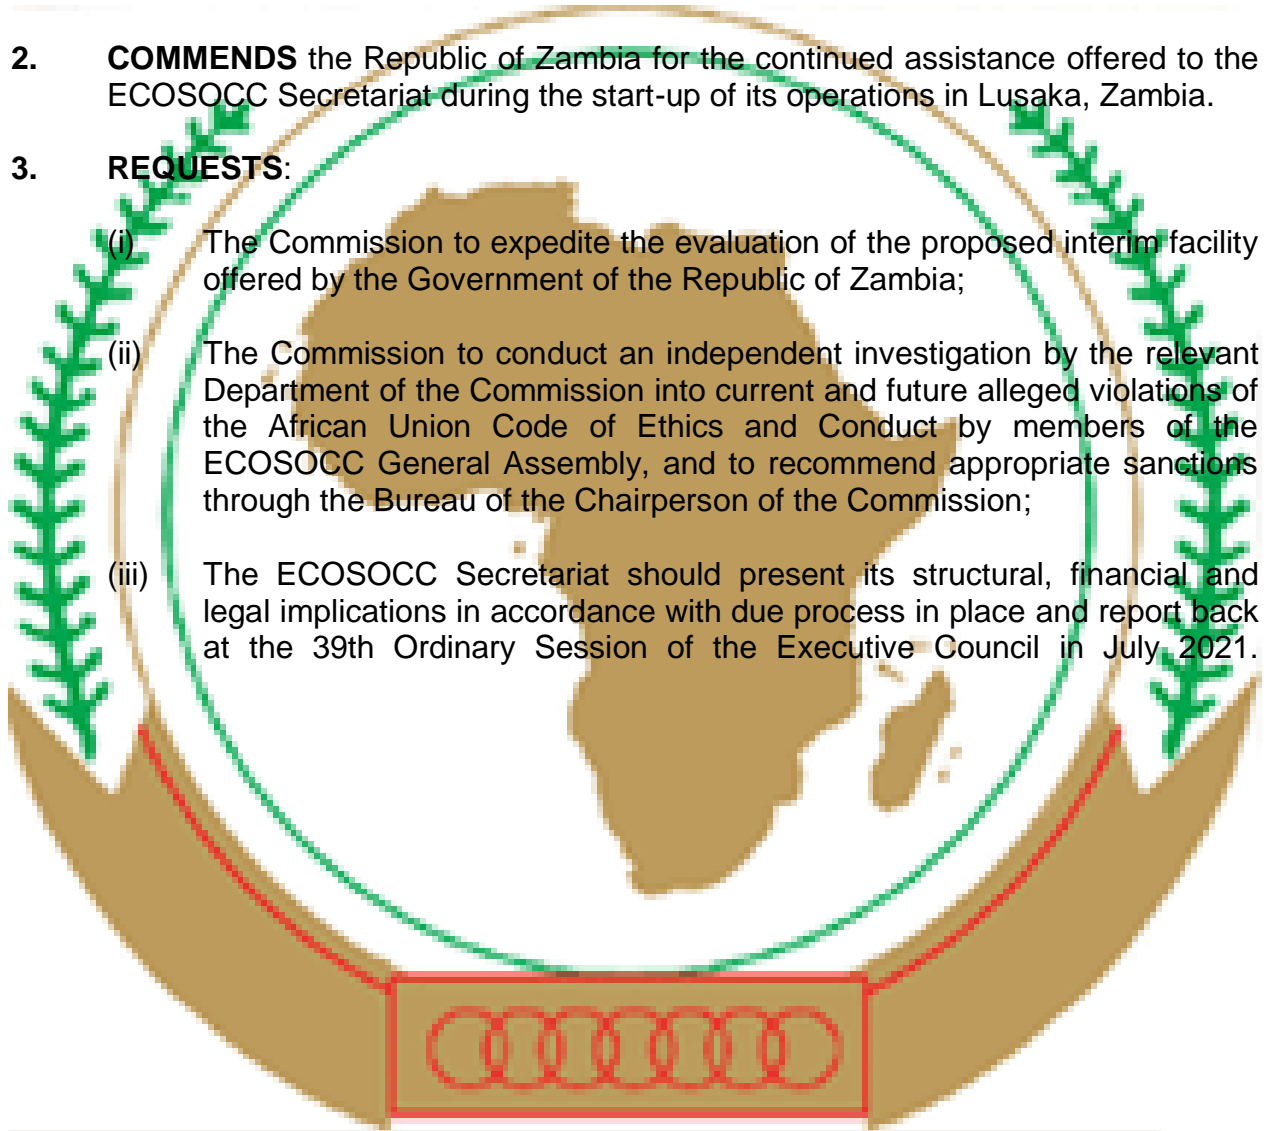 2. COMMENDS the Republic of Zambia for the continued assistance offered to the
ECOSOCC Secretariat during the start-up of its operations in Lusaka, Zambia.
3. REQUESTS:
(i) The Commission to expedite the evaluation of the proposed interim facility
offered by the Government of the Republic of Zambia;
(ii) The Commission to conduct an independent investigation by the relevant
Department of the Commission into current and future alleged violations of
the African Union Code of Ethics and Conduct by members of the
ECOSOCC General Assembly, and to recommend appropriate sanctions
through the Bureau of the Chairperson of the Commission;
(iii) The ECOSOCC Secretariat should present its structural, financial and
legal implications in accordance with due process in place and report back
at the 39th Ordinary Session of the Executive Council in July 2021.